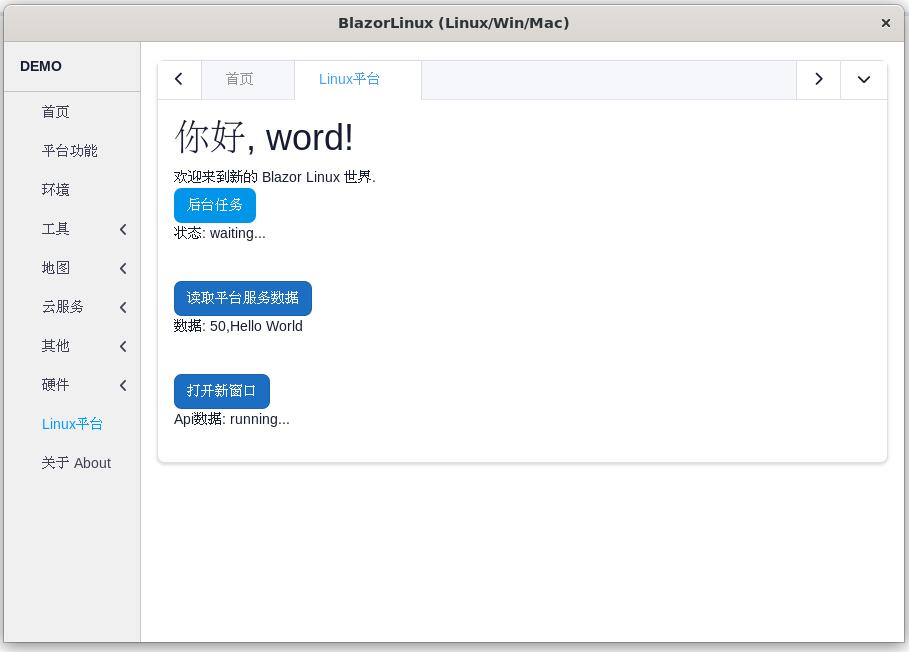 BlazorLinux (Linux/Win/Mac)
DEMO
首页
平台功能
环境
工具
地图
云服务
其他
硬件
Linux平台
关于 About
首页
Linux平台
你好, word!
欢迎来到新的 Blazor Linux 世界.
后台任务
状态: waiting...
读取平台服务数据
数据: 50,Hello World
打开新窗口
Api数据: running...